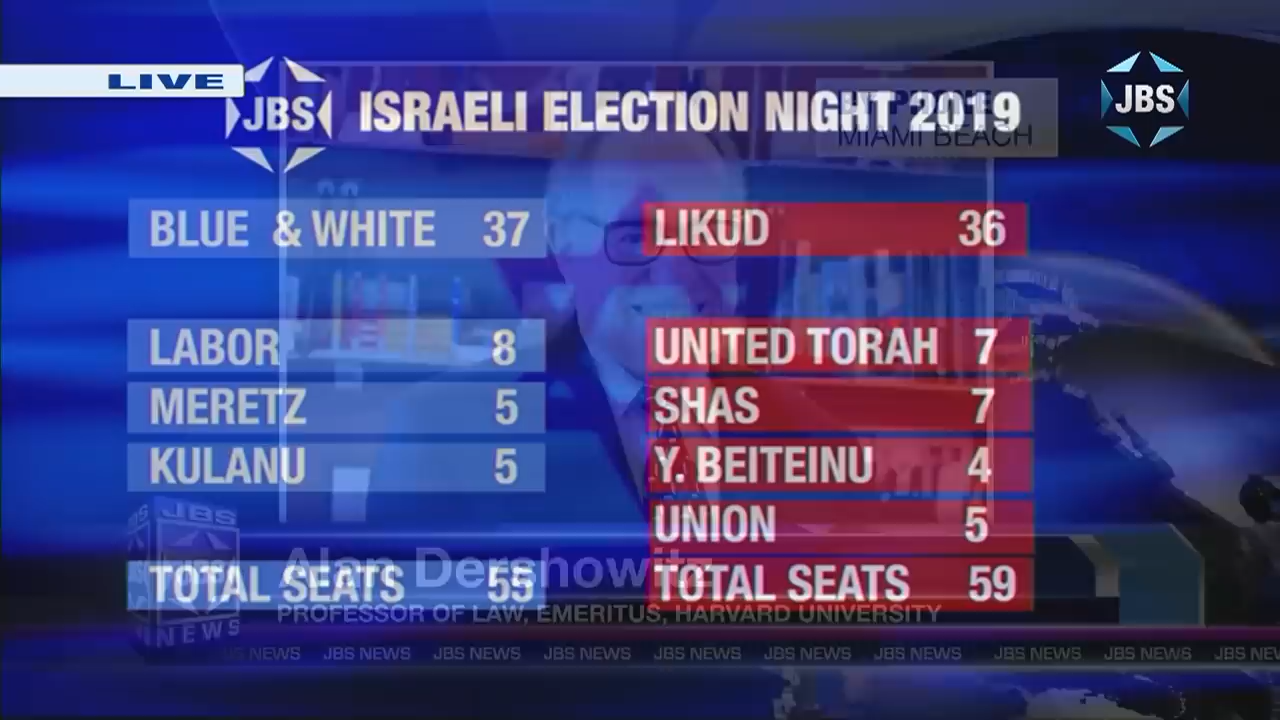 LIVE
JBS
ISRAELI ELECTION NIGHT 2019
JBS
MIAMI BEACH
BLUE & WHITE 37
LIKUD 36
LABOR 8
UNITED TORAH 7
MERETZ 5
SHAS 7
KULANU 5
Y. BEITEINU 4
UNION 5
JBS
Alan Dershowitz
TOTAL SEATS 55
TOTAL SEATS 59
PROFESSOR OF LAW, EMERITUS, HARVARD UNIVERSITY
NEWS
NEWS JBS NEWS JBS NEWS JBS NEWS JBS NEWS JBS NEWS JBS NEWS JBS NEWS JBS NEWS JBS